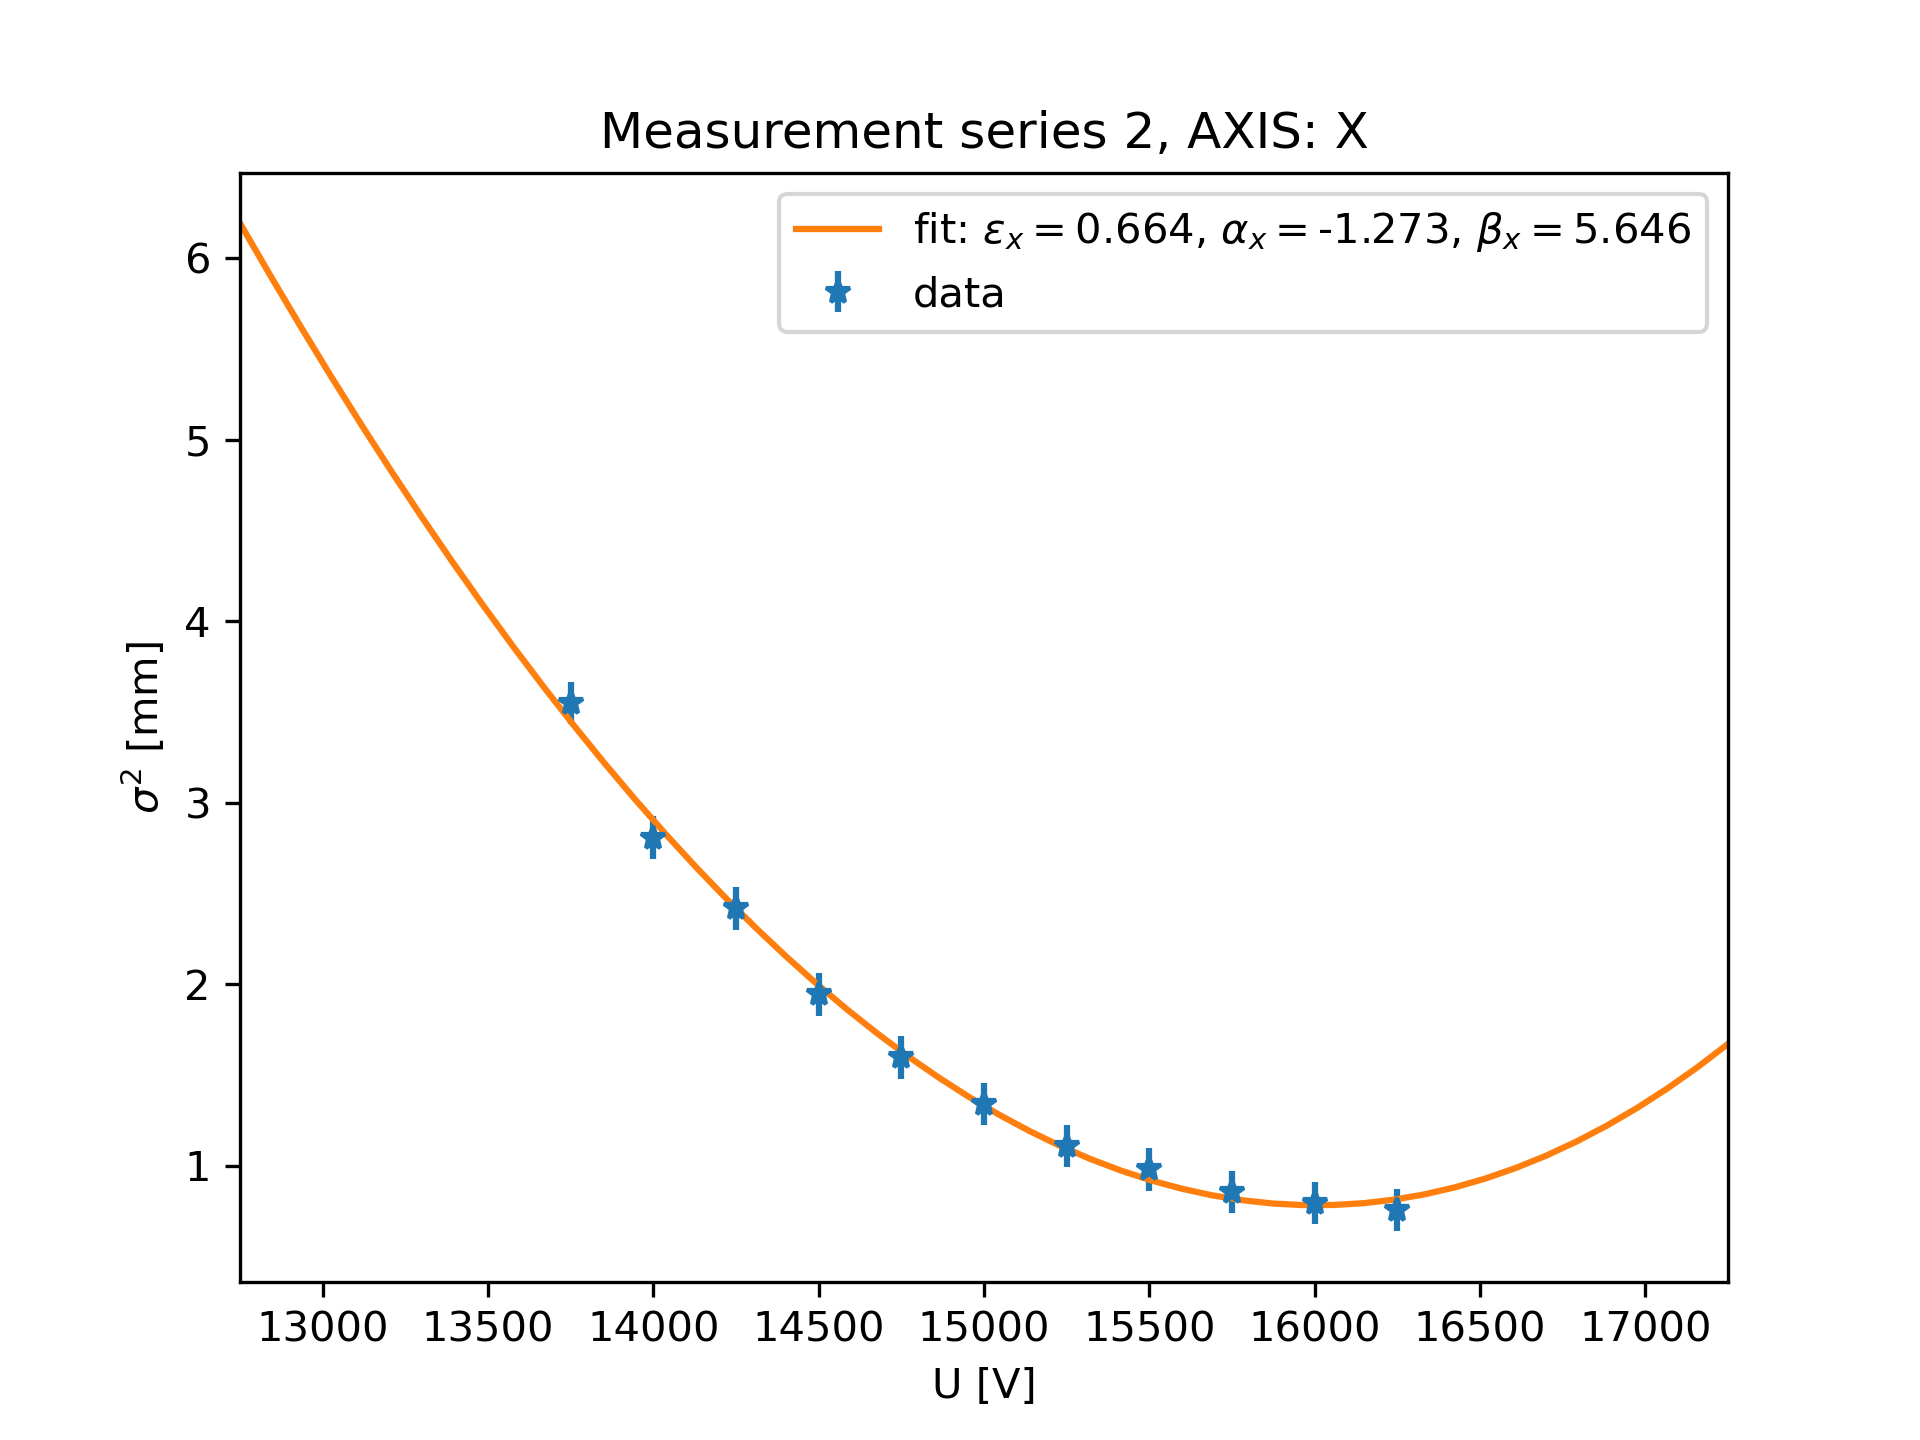 Measurement series 2, AXIS: X
fit: εₓ = 0.664, αₓ = -1.273, βₓ = 5.646
data
6
5
4
3
2
1
σ² [mm]
13000 13500 14000 14500 15000 15500 16000 16500 17000
U [V]